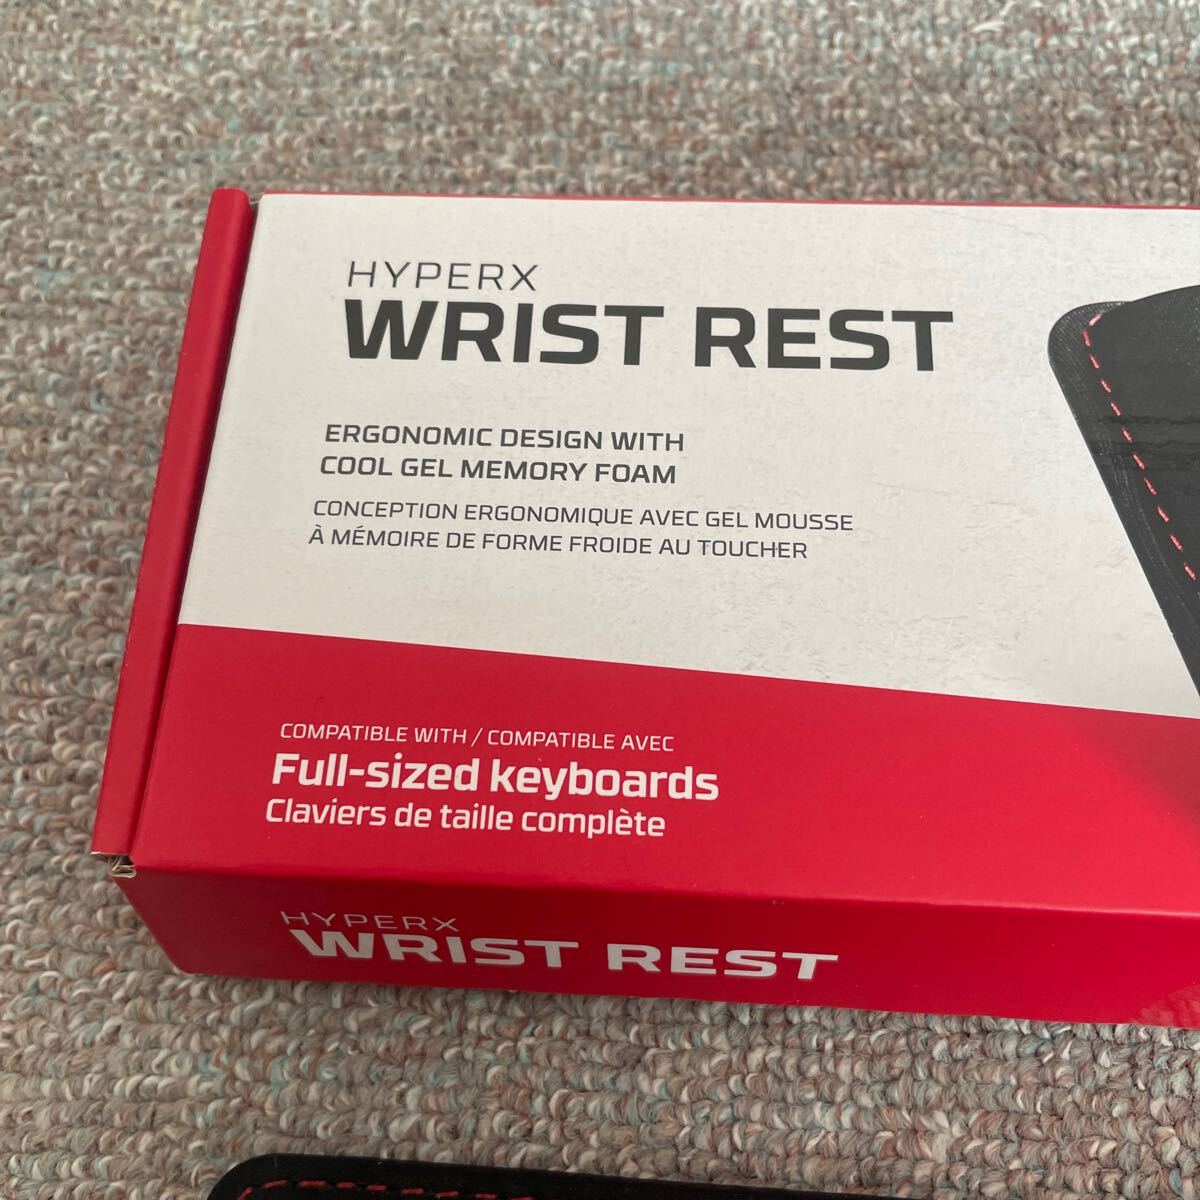 HYPERX
WRIST REST
ERGONOMIC DESIGN WITH
COOL GEL MEMORY FOAM
CONCEPTION ERGONOMIQUE AVEC GEL MOUSSE
À MÉMOIRE DE FORME FROIDE AU TOUCHER
COMPATIBLE WITH / COMPATIBLE AVEC
Full-sized keyboards
Claviers de taille complète
HYPERX
WRIST REST